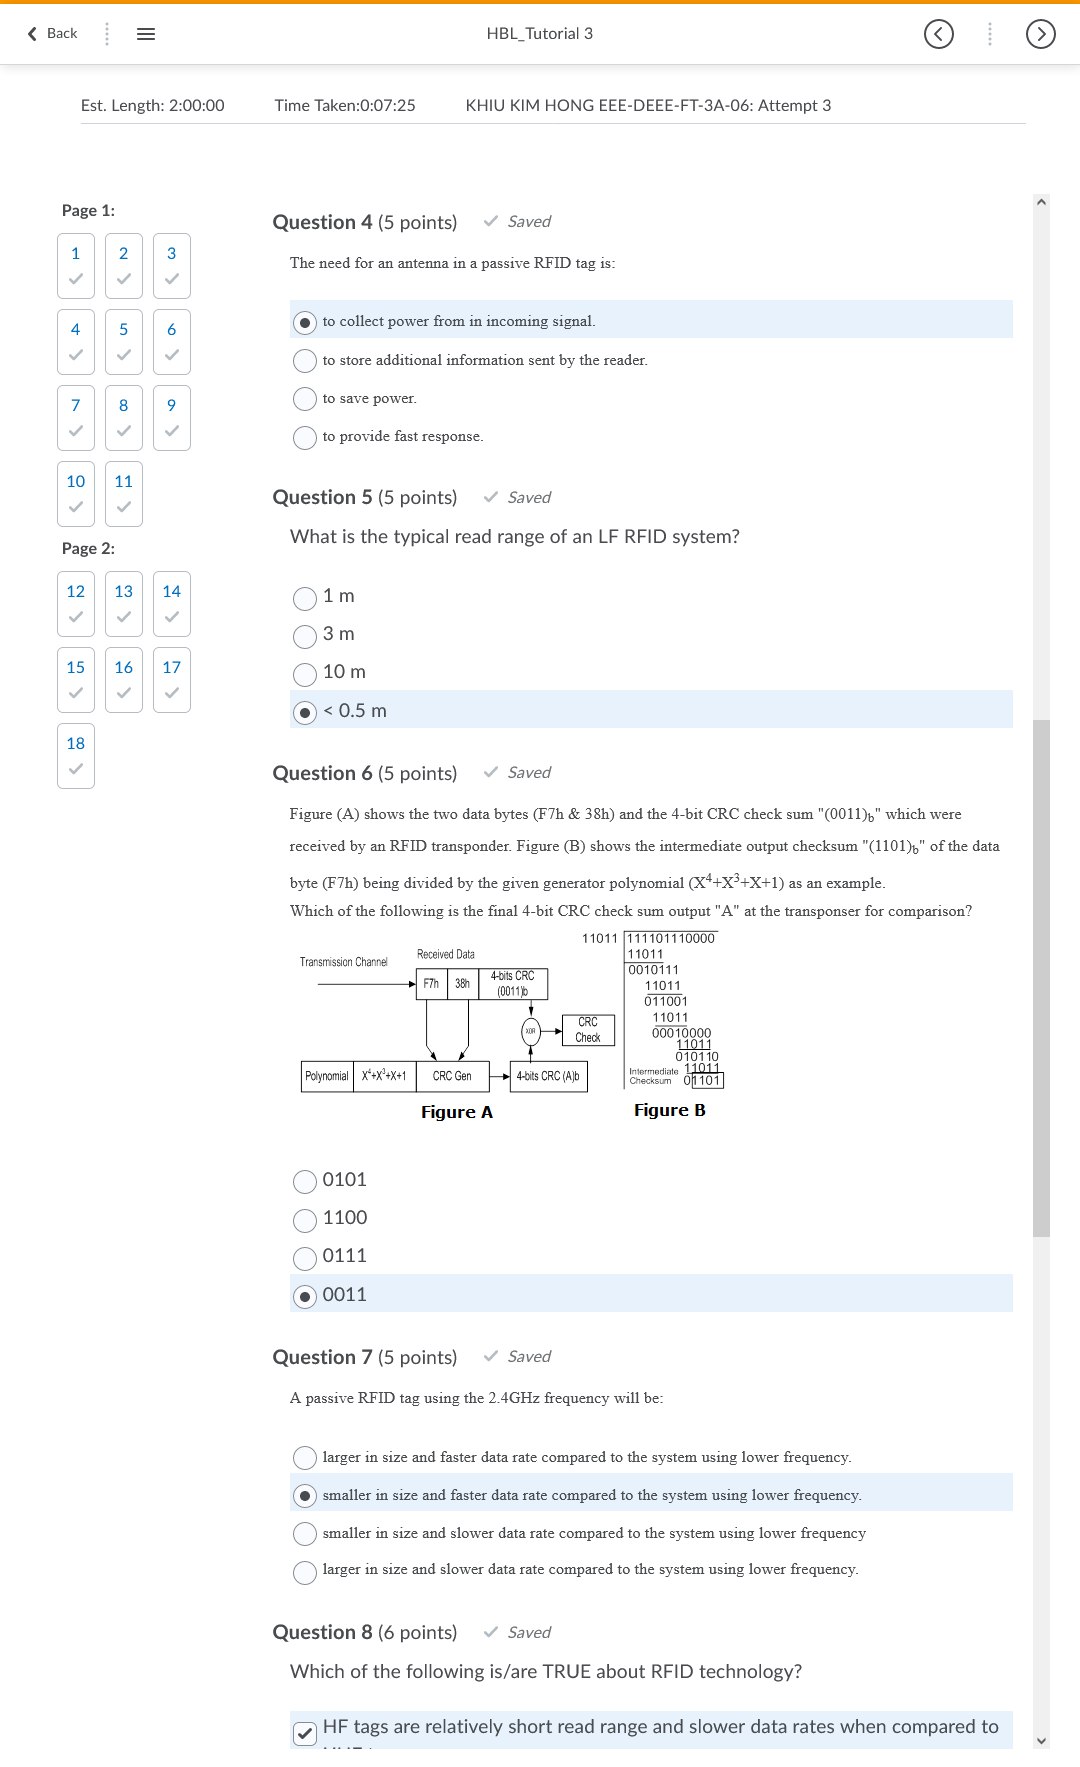 Back
HBL_Tutorial 3
Est. Length: 2:00:00 Time Taken:0:07:25 KHIU KIM HONG EEE-DEEE-FT-3A-06: Attempt 3
Page 1:
1 2 3
4 5 6
7 8 9
10 11
Page 2:
12 13 14
15 16 17
18
Question 4 (5 points) Saved
The need for an antenna in a passive RFID tag is:
to collect power from in incoming signal.
to store additional information sent by the reader.
to save power.
to provide fast response.
Question 5 (5 points) Saved
What is the typical read range of an LF RFID system?
1 m
3 m
10 m
< 0.5 m
Question 6 (5 points) Saved
Figure (A) shows the two data bytes (F7h & 38h) and the 4-bit CRC check sum "(0011)b" which were
received by an RFID transponder. Figure (B) shows the intermediate output checksum "(1101)b" of the data
byte (F7h) being divided by the given generator polynomial (X⁴+X³+X+1) as an example.
Which of the following is the final 4-bit CRC check sum output "A" at the transponser for comparison?
Transmission Channel
Received Data
F7h 38h 4-bits CRC
(0011)b
XOR
CRC
Check
Polynomial X⁴+X³+X+1 CRC Gen 4-bits CRC (A)b
Figure A
11011 111101110000
11011
0010111
11011
011001
11011
00010000
11011
010110
11011
Intermediate
Checksum 01101
Figure B
0101
1100
0111
0011
Question 7 (5 points) Saved
A passive RFID tag using the 2.4GHz frequency will be:
larger in size and faster data rate compared to the system using lower frequency.
smaller in size and faster data rate compared to the system using lower frequency.
smaller in size and slower data rate compared to the system using lower frequency
larger in size and slower data rate compared to the system using lower frequency.
Question 8 (6 points) Saved
Which of the following is/are TRUE about RFID technology?
HF tags are relatively short read range and slower data rates when compared to